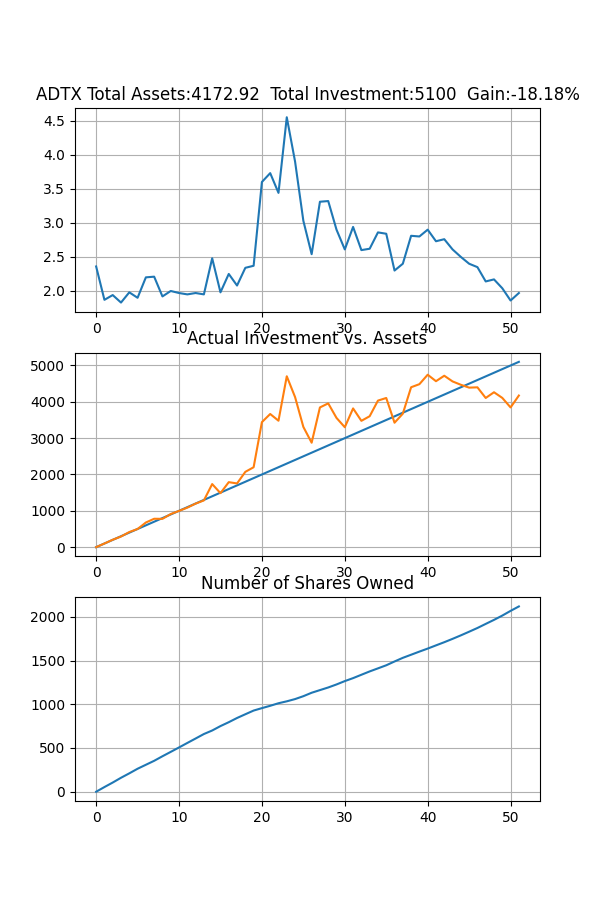 ADTX Total Assets:4172.92  Total Investment:5100  Gain:-18.18%
4.5
4.0
3.5
3.0
2.5
2.0
0 10 20 30 40 50
Actual Investment vs. Assets
5000
4000
3000
2000
1000
0
0 10 20 30 40 50
Number of Shares Owned
2000
1500
1000
500
0
0 10 20 30 40 50